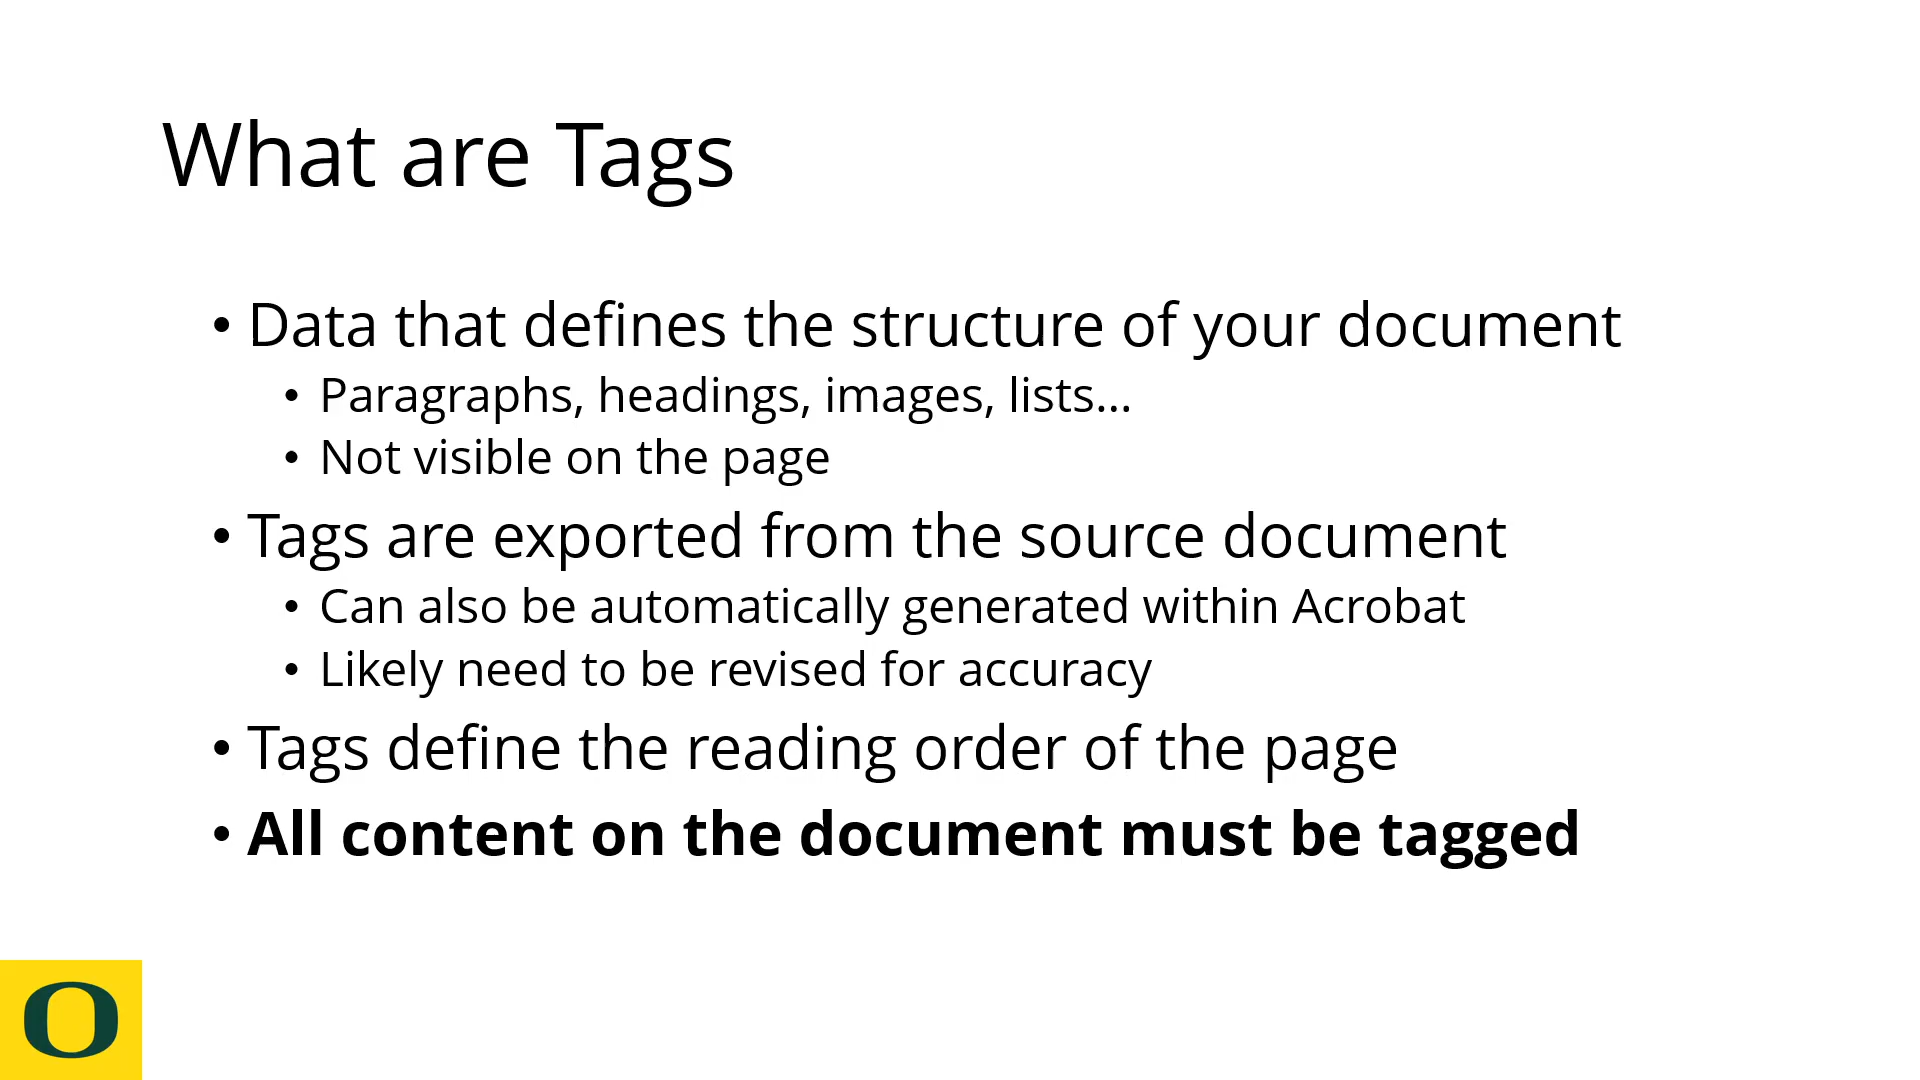 What are Tags
• Data that defines the structure of your document
• Paragraphs, headings, images, lists...
• Not visible on the page
• Tags are exported from the source document
• Can also be automatically generated within Acrobat
• Likely need to be revised for accuracy
• Tags define the reading order of the page
• All content on the document must be tagged
O